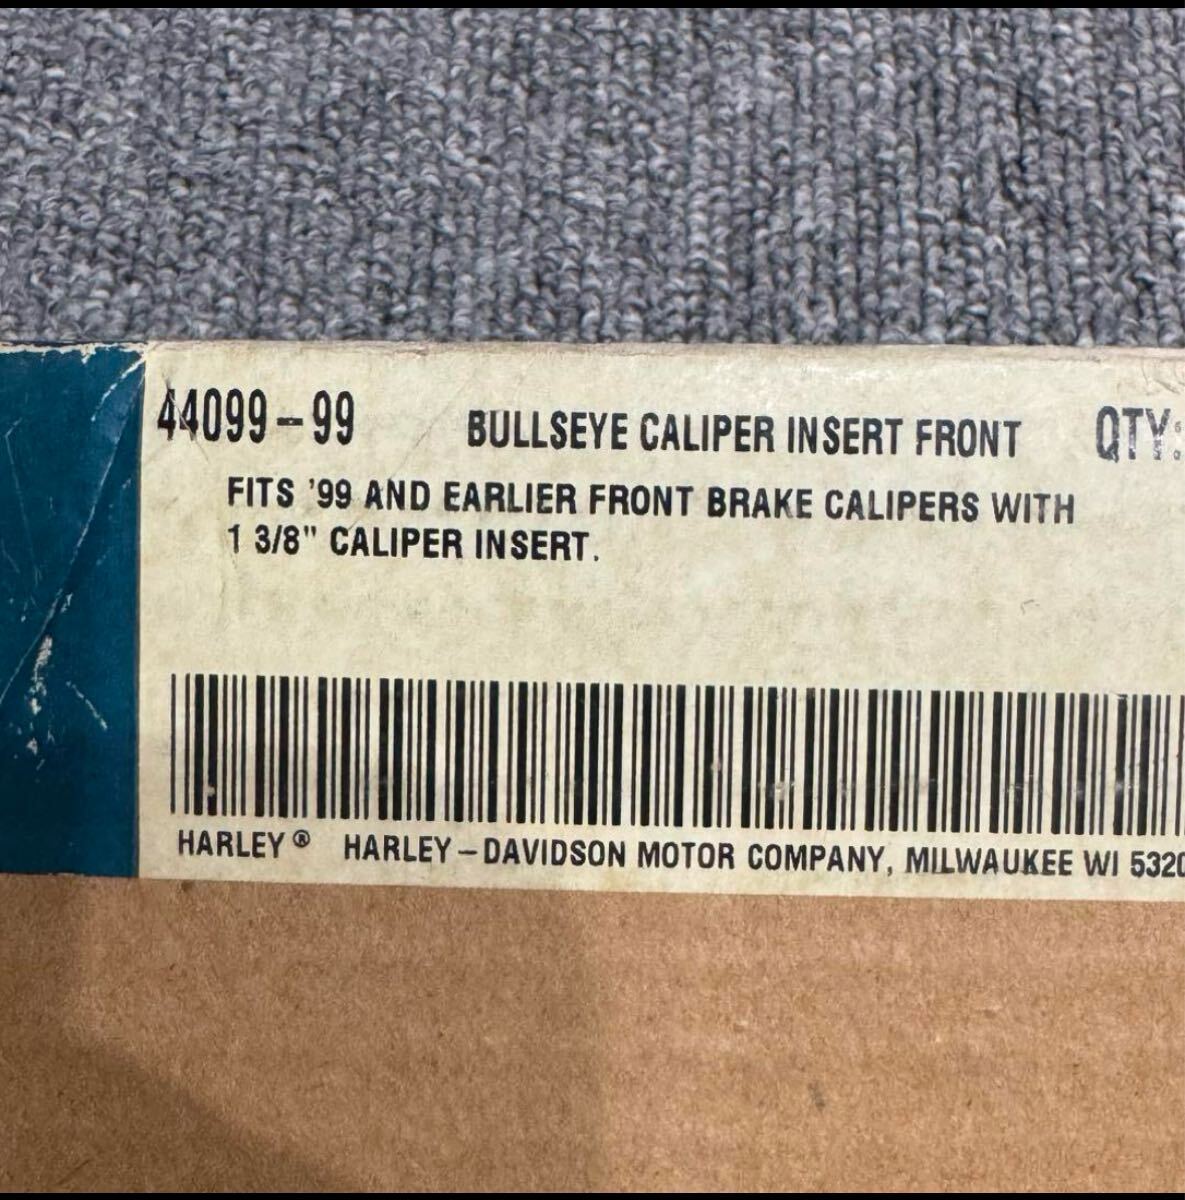 44099-99 BULLSEYE CALIPER INSERT FRONT QTY:
FITS '99 AND EARLIER FRONT BRAKE CALIPERS WITH
1 3/8" CALIPER INSERT.
HARLEY® HARLEY-DAVIDSON MOTOR COMPANY, MILWAUKEE WI 5320